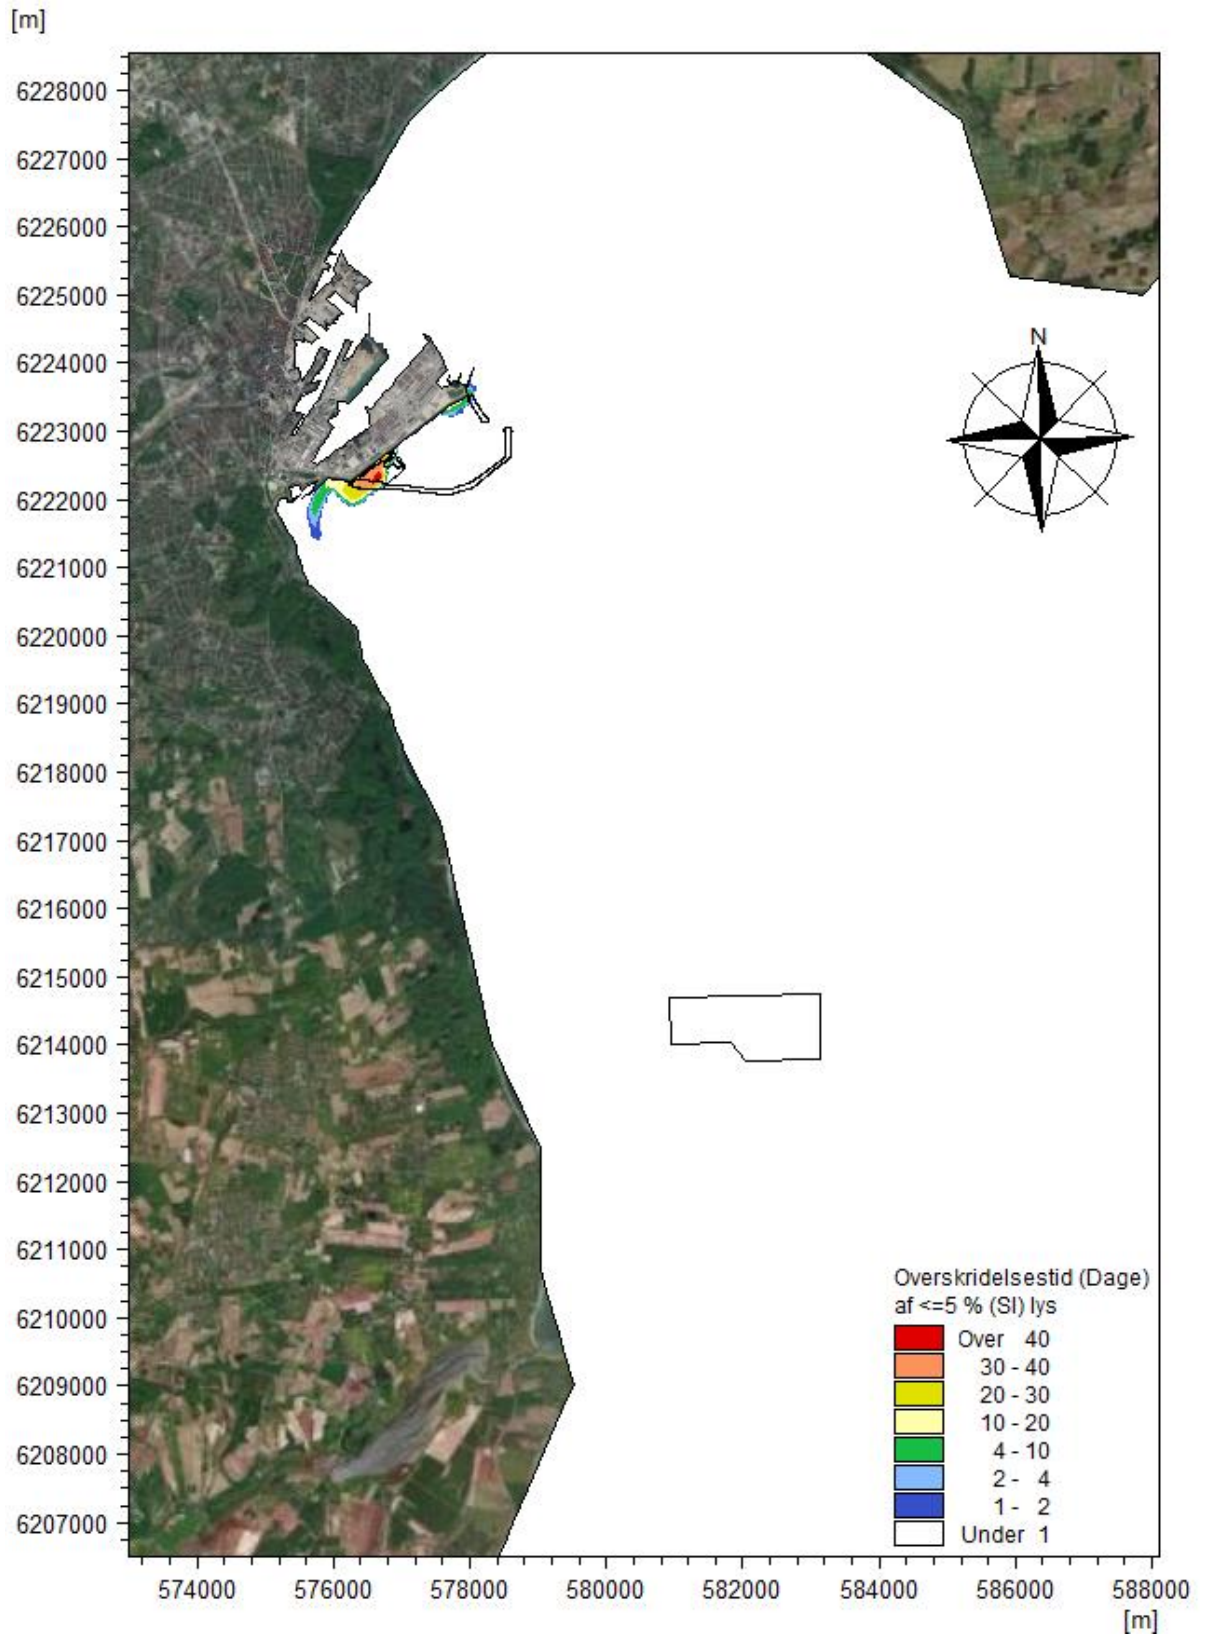 [m]
6228000
6227000
6226000
6225000
6224000
6223000
6222000
6221000
6220000
6219000
6218000
6217000
6216000
6215000
6214000
6213000
6212000
6211000
6210000
6209000
6208000
6207000
N
Overskridelsestid (Dage)
af <=5 % (SI) lys
Over 40
30 - 40
20 - 30
10 - 20
4 - 10
2 - 4
1 - 2
Under 1
574000 576000 578000 580000 582000 584000 586000 588000
[m]